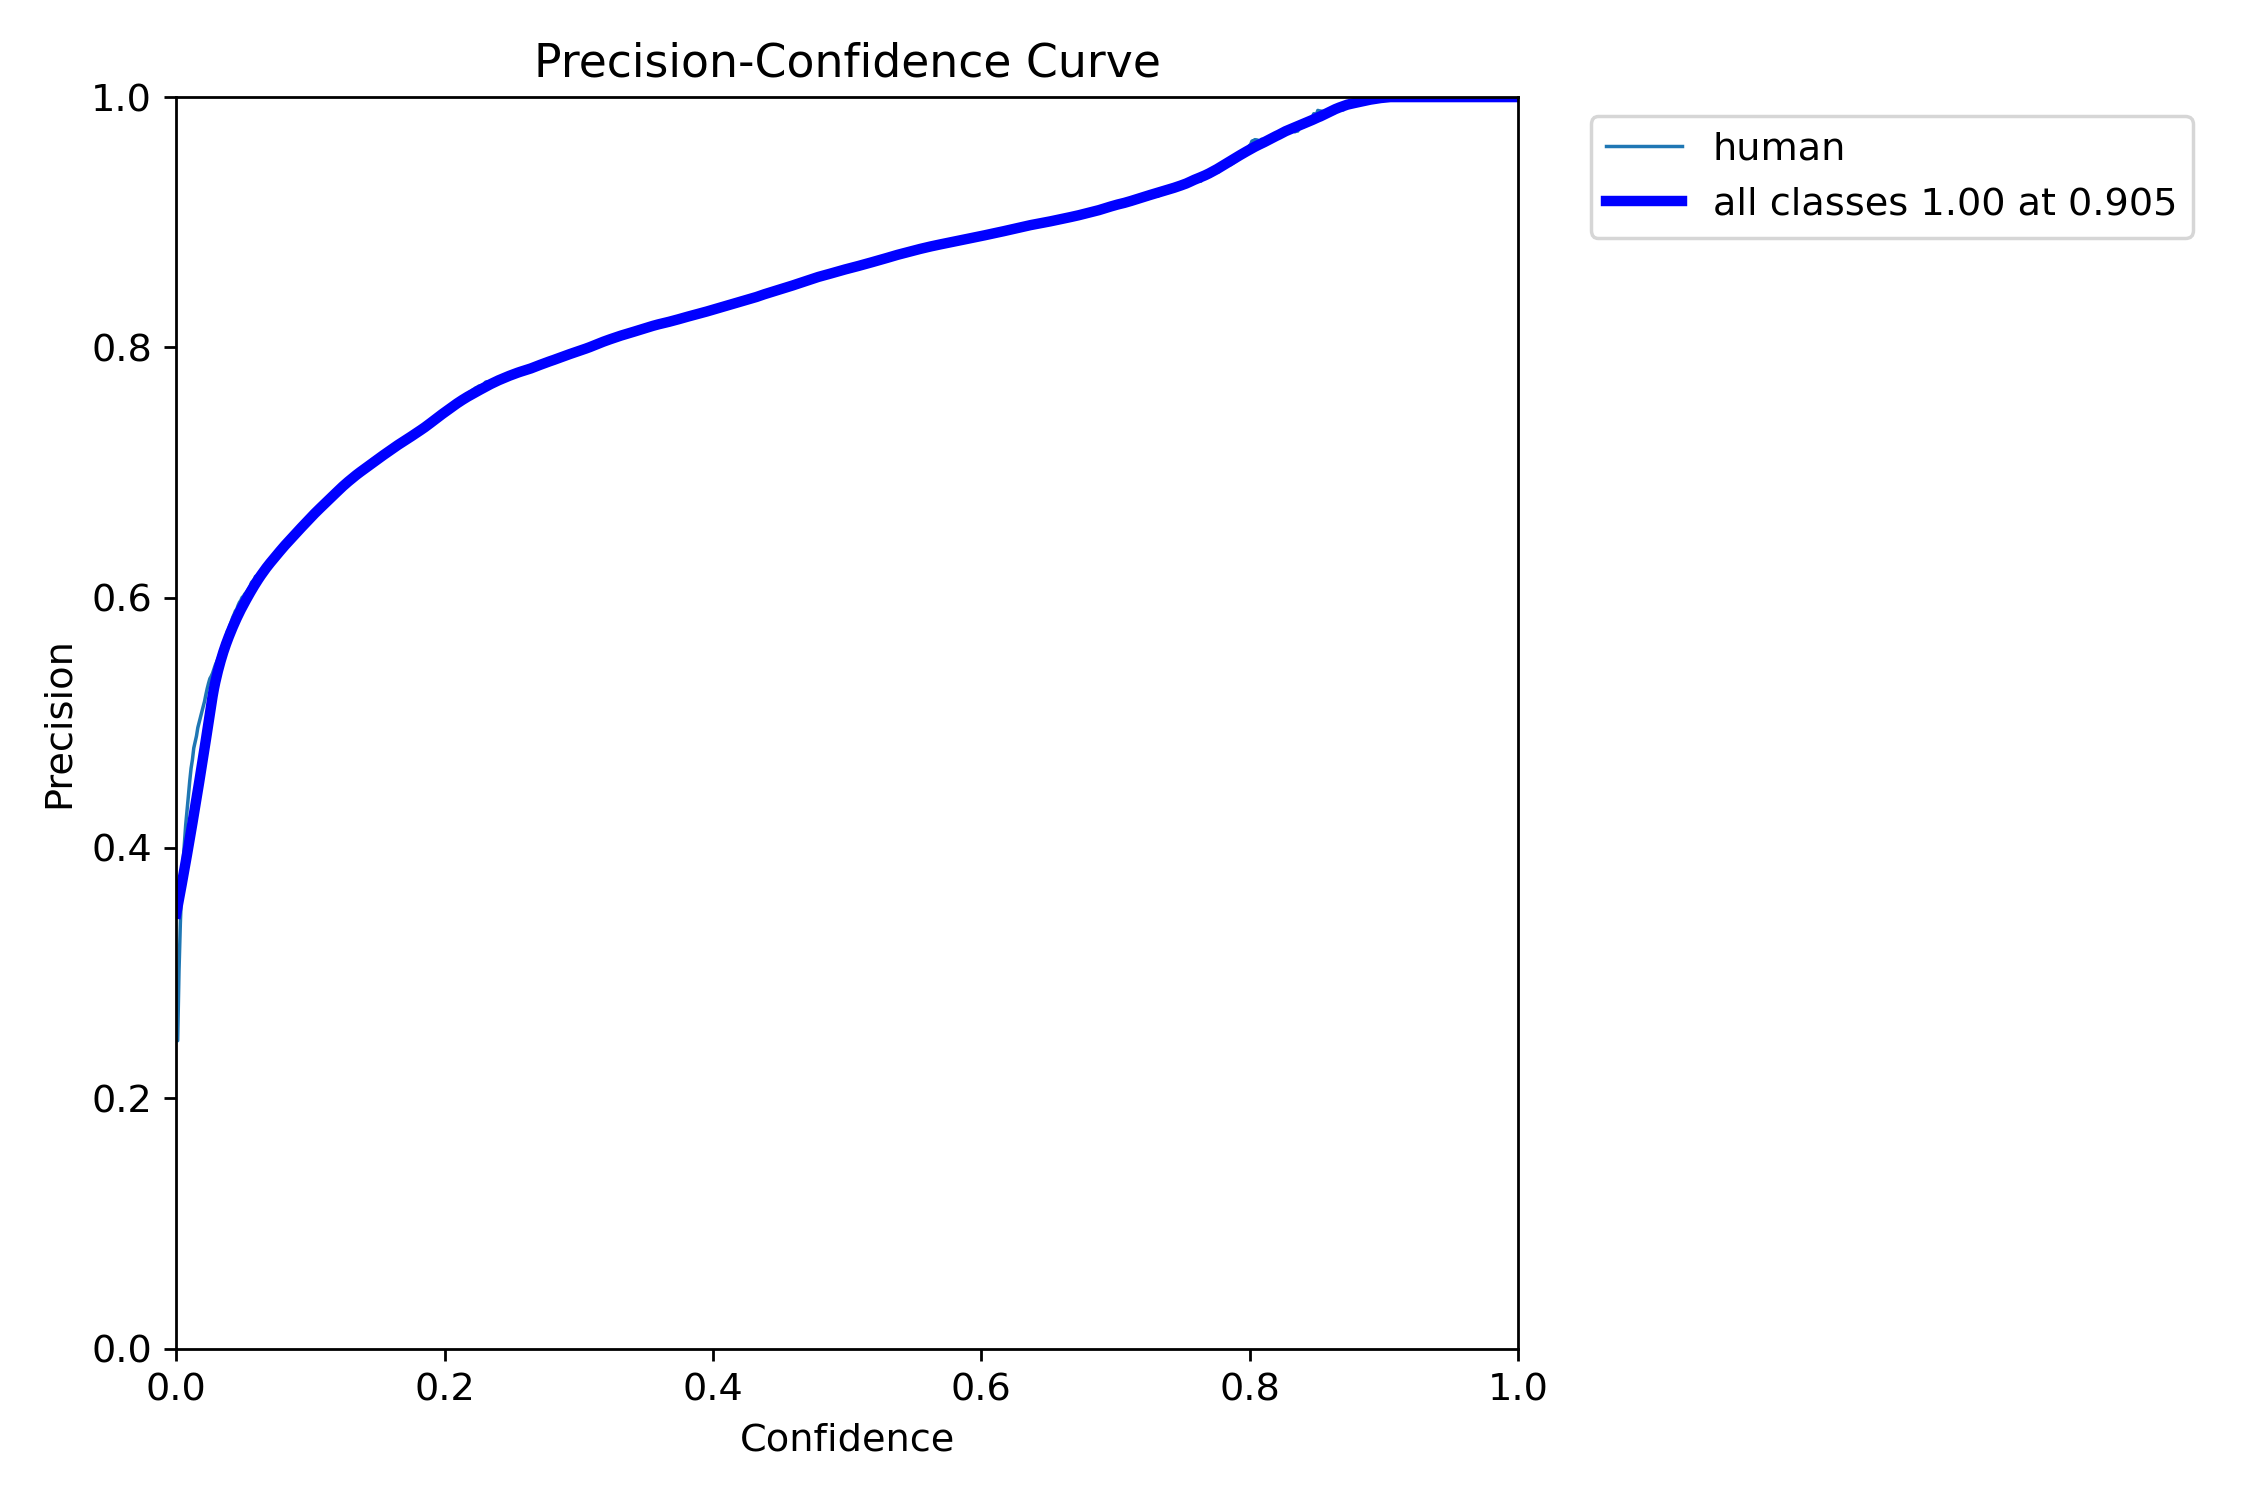 Precision-Confidence Curve
1.0
0.8
0.6
0.4
0.2
0.0
Precision
0.0 0.2 0.4 0.6 0.8 1.0
Confidence
human
all classes 1.00 at 0.905